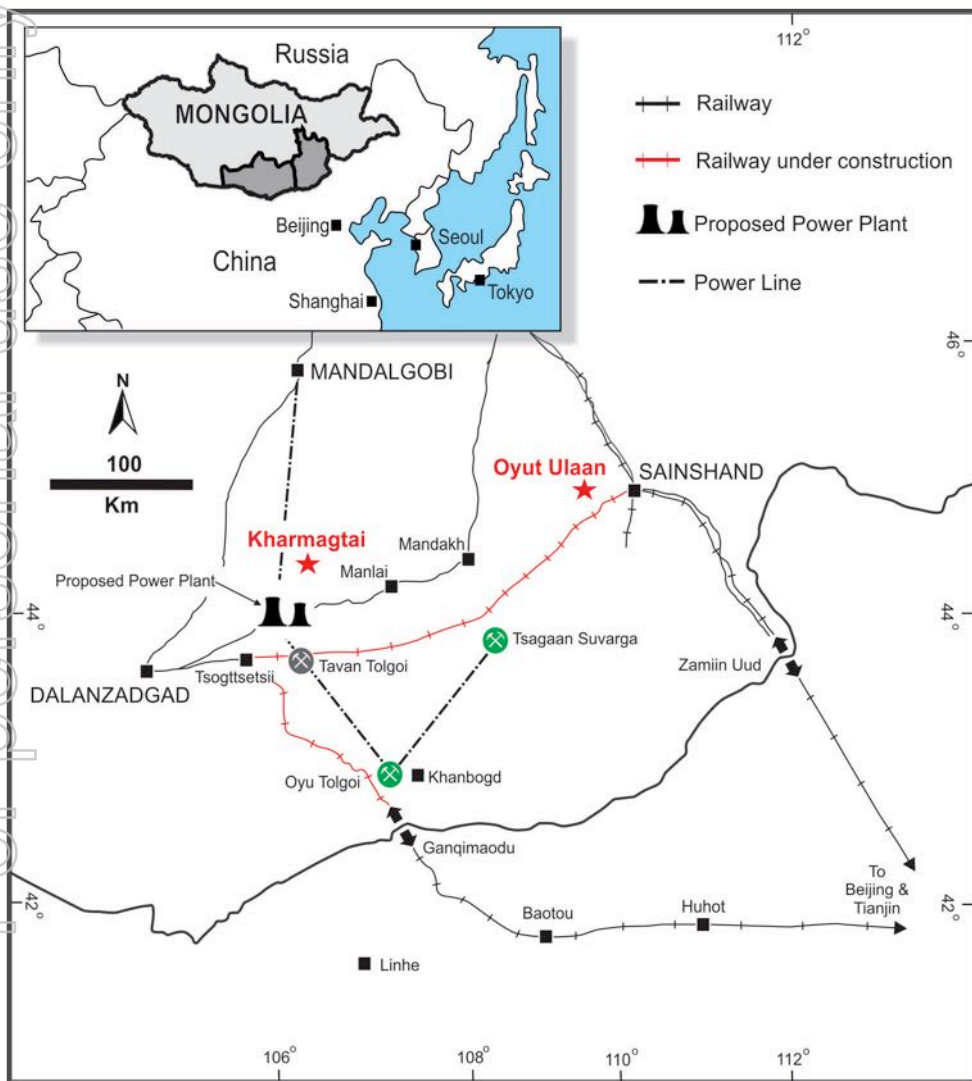 112°
Russia
MONGOLIA
Beijing
Seoul
China
Tokyo
Shanghai
Railway
Railway under construction
Proposed Power Plant
Power Line
46°
MANDALGOBI
N
100
Km
Oyut Ulaan
SAINSHAND
Kharmagtai
Mandakh
Manlai
Proposed Power Plant
44°
44°
Tsagaan Suvarga
Tavan Tolgoi
Zamiin Uud
Tsogttsetsii
DALANZADGAD
Oyu Tolgoi
Khanbogd
Ganqimaodu
To
Beijing &
Tianjin
42°
42°
Baotou
Huhot
Linhe
106°
108°
110°
112°